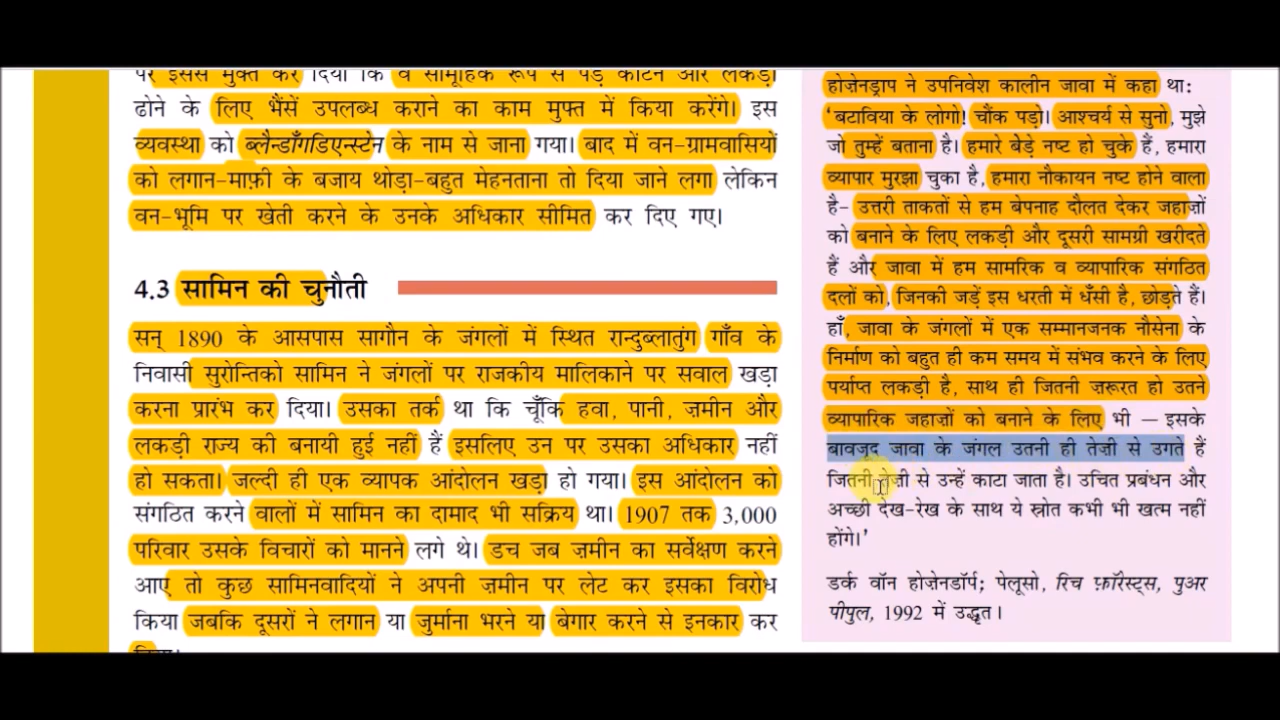 पर इससे मुक्त कर दिया कि वे सामूहिक रूप से पेड़ काटने और लकड़ी
ढोने के लिए भैंसें उपलब्ध कराने का काम मुफ्त में किया करेंगे। इस
व्यवस्था को ब्लैन्डाँगडिएन्स्टेन के नाम से जाना गया। बाद में वन-ग्रामवासियों
को लगान-माफ़ी के बजाय थोड़ा-बहुत मेहनताना तो दिया जाने लगा लेकिन
वन-भूमि पर खेती करने के उनके अधिकार सीमित कर दिए गए।
4.3 सामिन की चुनौती
सन् 1890 के आसपास सागौन के जंगलों में स्थित रान्दुब्लातुंग गाँव के
निवासी सुरोन्तिको सामिन ने जंगलों पर राजकीय मालिकाने पर सवाल खड़ा
करना प्रारंभ कर दिया। उसका तर्क था कि चूँकि हवा, पानी, ज़मीन और
लकड़ी राज्य की बनायी हुई नहीं हैं इसलिए उन पर उसका अधिकार नहीं
हो सकता। जल्दी ही एक व्यापक आंदोलन खड़ा हो गया। इस आंदोलन को
संगठित करने वालों में सामिन का दामाद भी सक्रिय था। 1907 तक 3,000
परिवार उसके विचारों को मानने लगे थे। डच जब ज़मीन का सर्वेक्षण करने
आए तो कुछ सामिनवादियों ने अपनी ज़मीन पर लेट कर इसका विरोध
किया जबकि दूसरों ने लगान या जुर्माना भरने या बेगार करने से इनकार कर
होज़ेनड्राप ने उपनिवेश कालीन जावा में कहा था:
'बटाविया के लोगो! चौंक पड़ो। आश्चर्य से सुनो, मुझे
जो तुम्हें बताना है। हमारे बेड़े नष्ट हो चुके हैं, हमारा
व्यापार मुरझा चुका है, हमारा नौकायन नष्ट होने वाला
है– उत्तरी ताकतों से हम बेपनाह दौलत देकर जहाज़ों
को बनाने के लिए लकड़ी और दूसरी सामग्री खरीदते
हैं और जावा में हम सामरिक व व्यापारिक संगठित
दलों को, जिनकी जड़ें इस धरती में धँसी है, छोड़ते हैं।
हाँ, जावा के जंगलों में एक सम्मानजनक नौसेना के
निर्माण को बहुत ही कम समय में संभव करने के लिए
पर्याप्त लकड़ी है, साथ ही जितनी ज़रूरत हो उतने
व्यापारिक जहाज़ों को बनाने के लिए भी — इसके
बावजूद जावा के जंगल उतनी ही तेज़ी से उगते हैं
जितनी तेज़ी से उन्हें काटा जाता है। उचित प्रबंधन और
अच्छी देख-रेख के साथ ये स्रोत कभी भी खत्म नहीं
होंगे।'
डर्क वॉन होज़ेनडॉर्प; पेलूसो, रिच फ़ॉरेस्ट्स, पुअर
पीपुल, 1992 में उद्धृत।